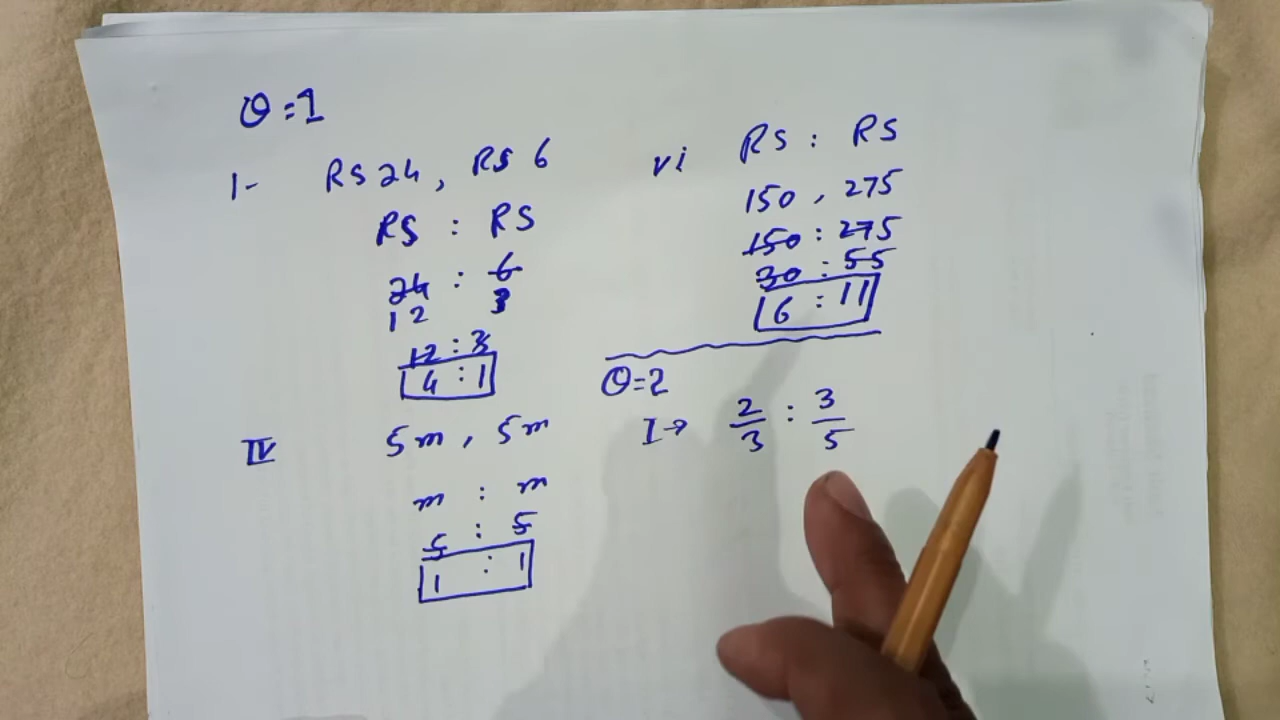 Q=1
1- RS 24, RS 6
RS : RS
24 : 6
12 3
12 : 3
4 : 1
IV 5m, 5m
m : m
5 : 5
1 : 1
vi RS : RS
150, 275
150 : 275
30 : 55
6 : 11
Q=2
I→ 2/3 : 3/5